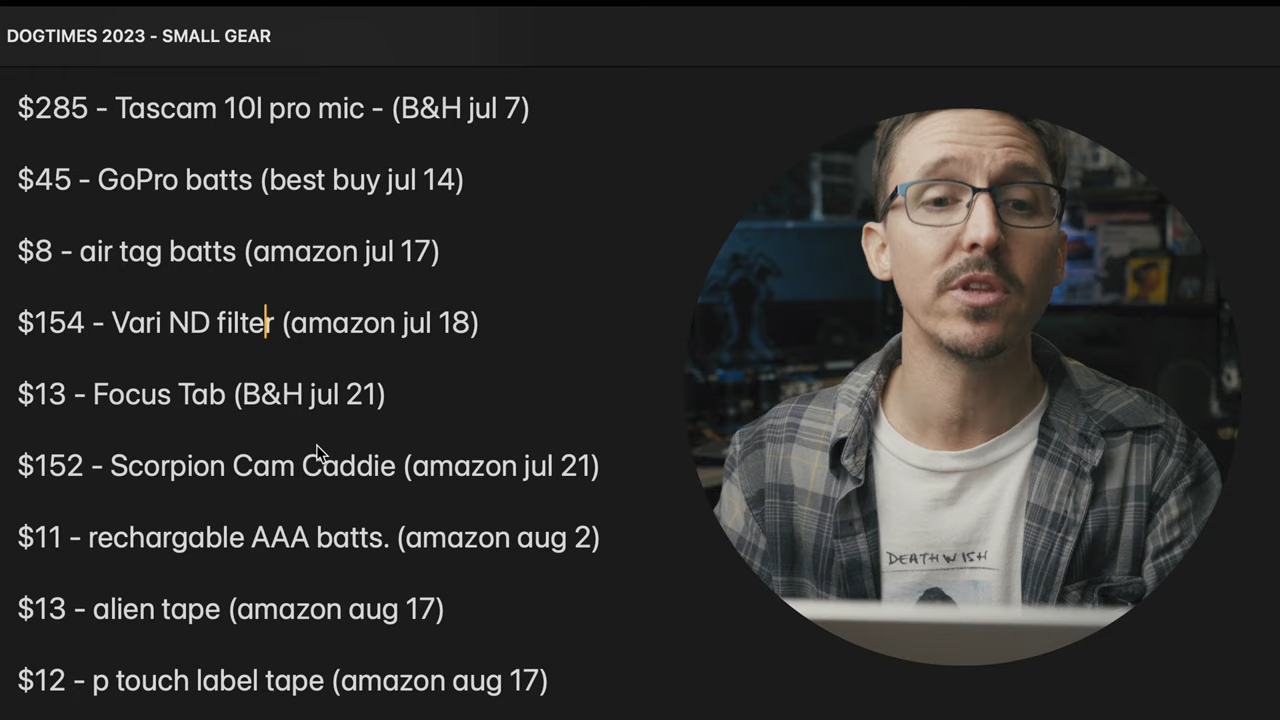 DOGTIMES 2023 - SMALL GEAR
$285 - Tascam 10l pro mic - (B&H jul 7)
$45 - GoPro batts (best buy jul 14)
$8 - air tag batts (amazon jul 17)
$154 - Vari ND filter (amazon jul 18)
$13 - Focus Tab (B&H jul 21)
$152 - Scorpion Cam Caddie (amazon jul 21)
$11 - rechargable AAA batts. (amazon aug 2)
$13 - alien tape (amazon aug 17)
$12 - p touch label tape (amazon aug 17)
DEATHWISH